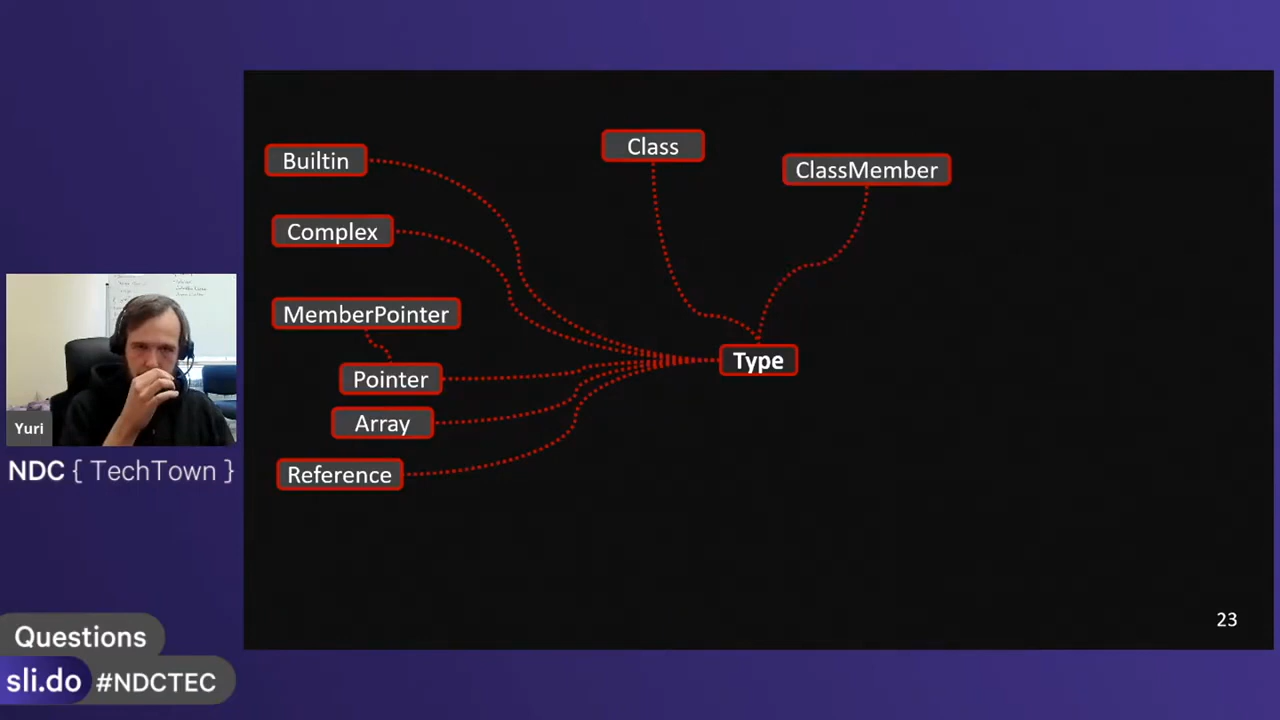 Class
Builtin
ClassMember
Complex
MemberPointer
Type
Pointer
Array
Yuri
NDC { TechTown }
Reference
23
Questions
sli.do #NDCTEC